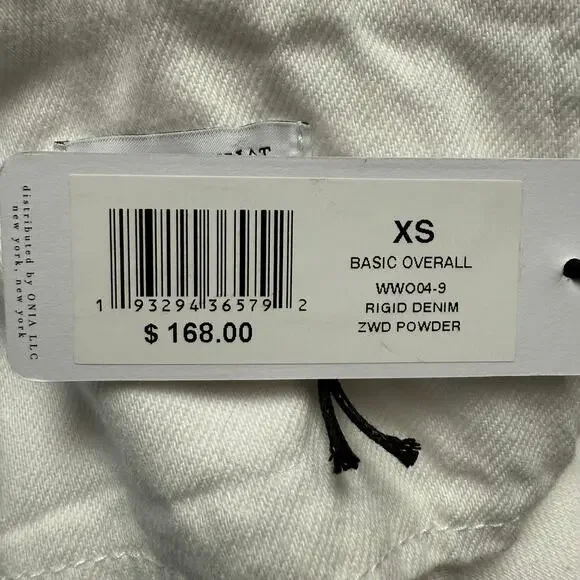 distributed by ONIA LLC
new york, new york
1 93294 36579 2
$ 168.00
XS
BASIC OVERALL
WWO04-9
RIGID DENIM
ZWD POWDER